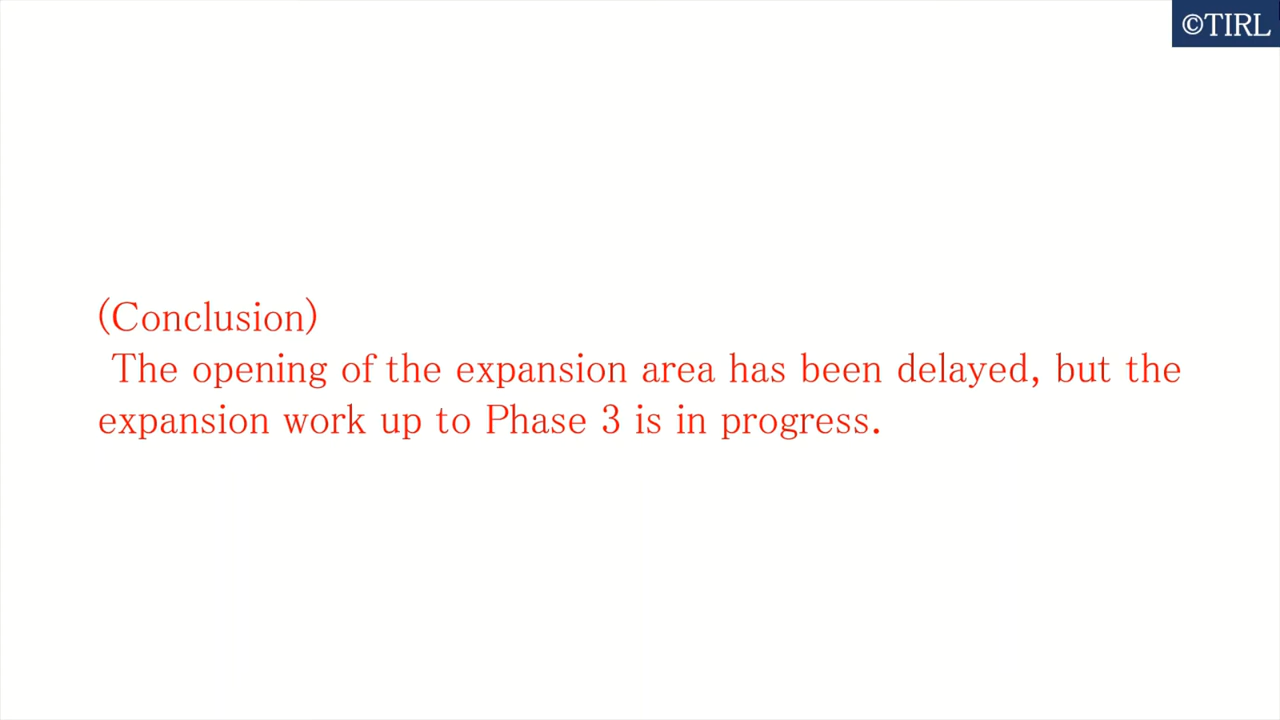 ©TIRL
(Conclusion)
The opening of the expansion area has been delayed, but the
expansion work up to Phase 3 is in progress.